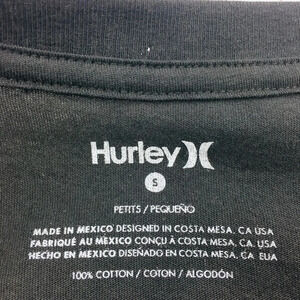 Hurley
S
PETITS / PEQUEÑO
MADE IN MEXICO DESIGNED IN COSTA MESA, CA USA
FABRIQUÉ AU MEXICO CONÇU À COSTA MESA, CA. É.U.
HECHO EN MEXICO DISEÑADO EN COSTA MESA, CA EUA
100% COTTON / COTON / ALGODÓN